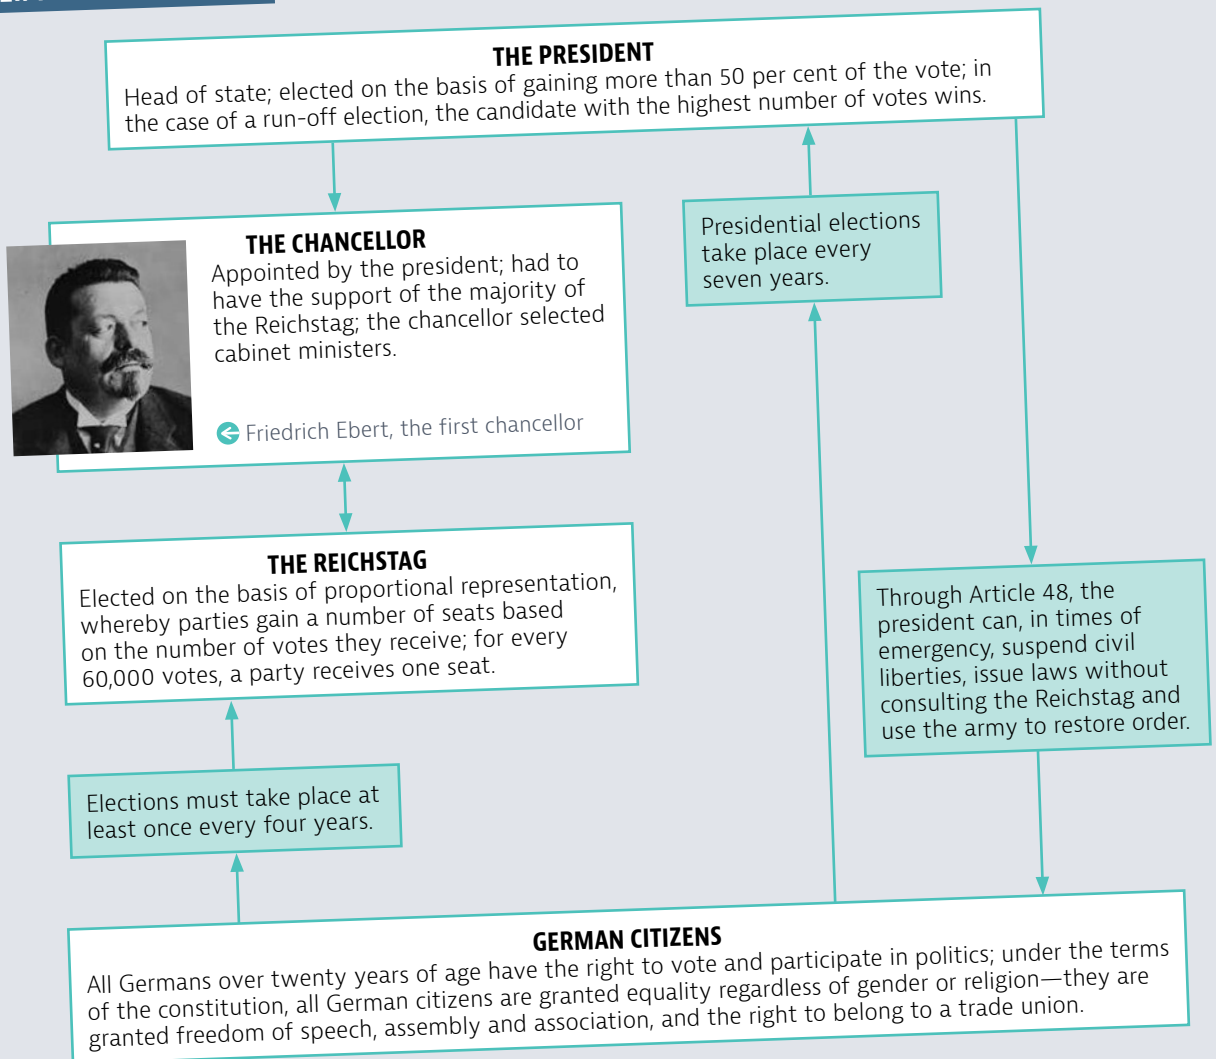 THE PRESIDENT
Head of state; elected on the basis of gaining more than 50 per cent of the vote; in
the case of a run-off election, the candidate with the highest number of votes wins.
THE CHANCELLOR
Appointed by the president; had to
have the support of the majority of
the Reichstag; the chancellor selected
cabinet ministers.
Friedrich Ebert, the first chancellor
Presidential elections
take place every
seven years.
THE REICHSTAG
Elected on the basis of proportional representation,
whereby parties gain a number of seats based
on the number of votes they receive; for every
60,000 votes, a party receives one seat.
Through Article 48, the
president can, in times of
emergency, suspend civil
liberties, issue laws without
consulting the Reichstag and
use the army to restore order.
Elections must take place at
least once every four years.
GERMAN CITIZENS
All Germans over twenty years of age have the right to vote and participate in politics; under the terms
of the constitution, all German citizens are granted equality regardless of gender or religion—they are
granted freedom of speech, assembly and association, and the right to belong to a trade union.